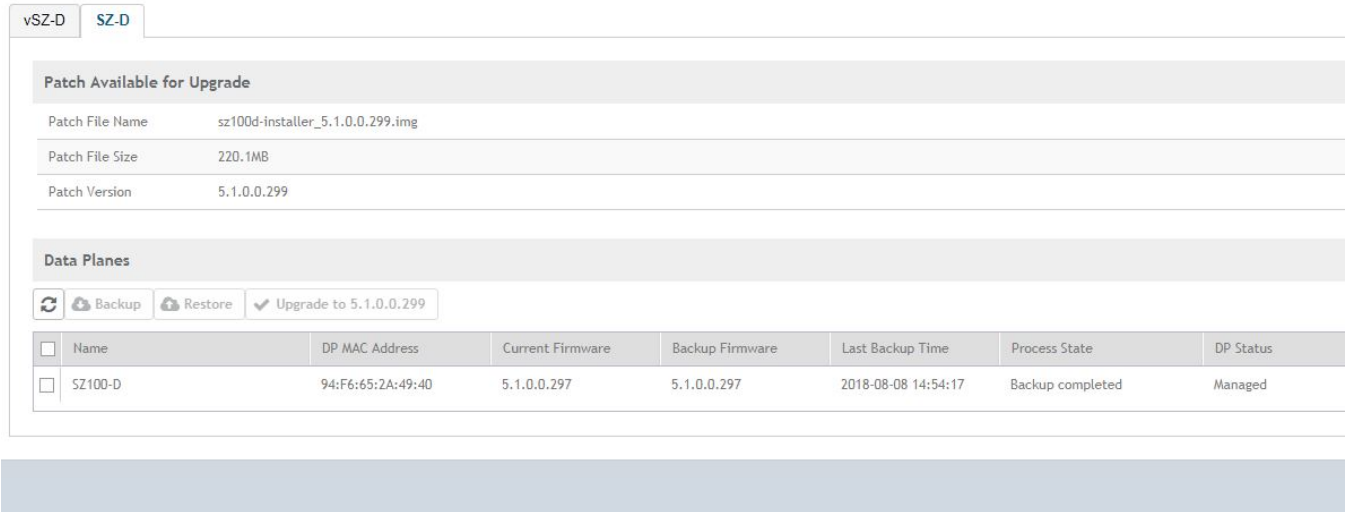 vSZ-D SZ-D
Patch Available for Upgrade
Patch File Name sz100d-installer_5.1.0.0.299.img
Patch File Size 220.1MB
Patch Version 5.1.0.0.299
Data Planes
Backup Restore Upgrade to 5.1.0.0.299
Name DP MAC Address Current Firmware Backup Firmware Last Backup Time Process State DP Status
SZ100-D 94:F6:65:2A:49:40 5.1.0.0.297 5.1.0.0.297 2018-08-08 14:54:17 Backup completed Managed